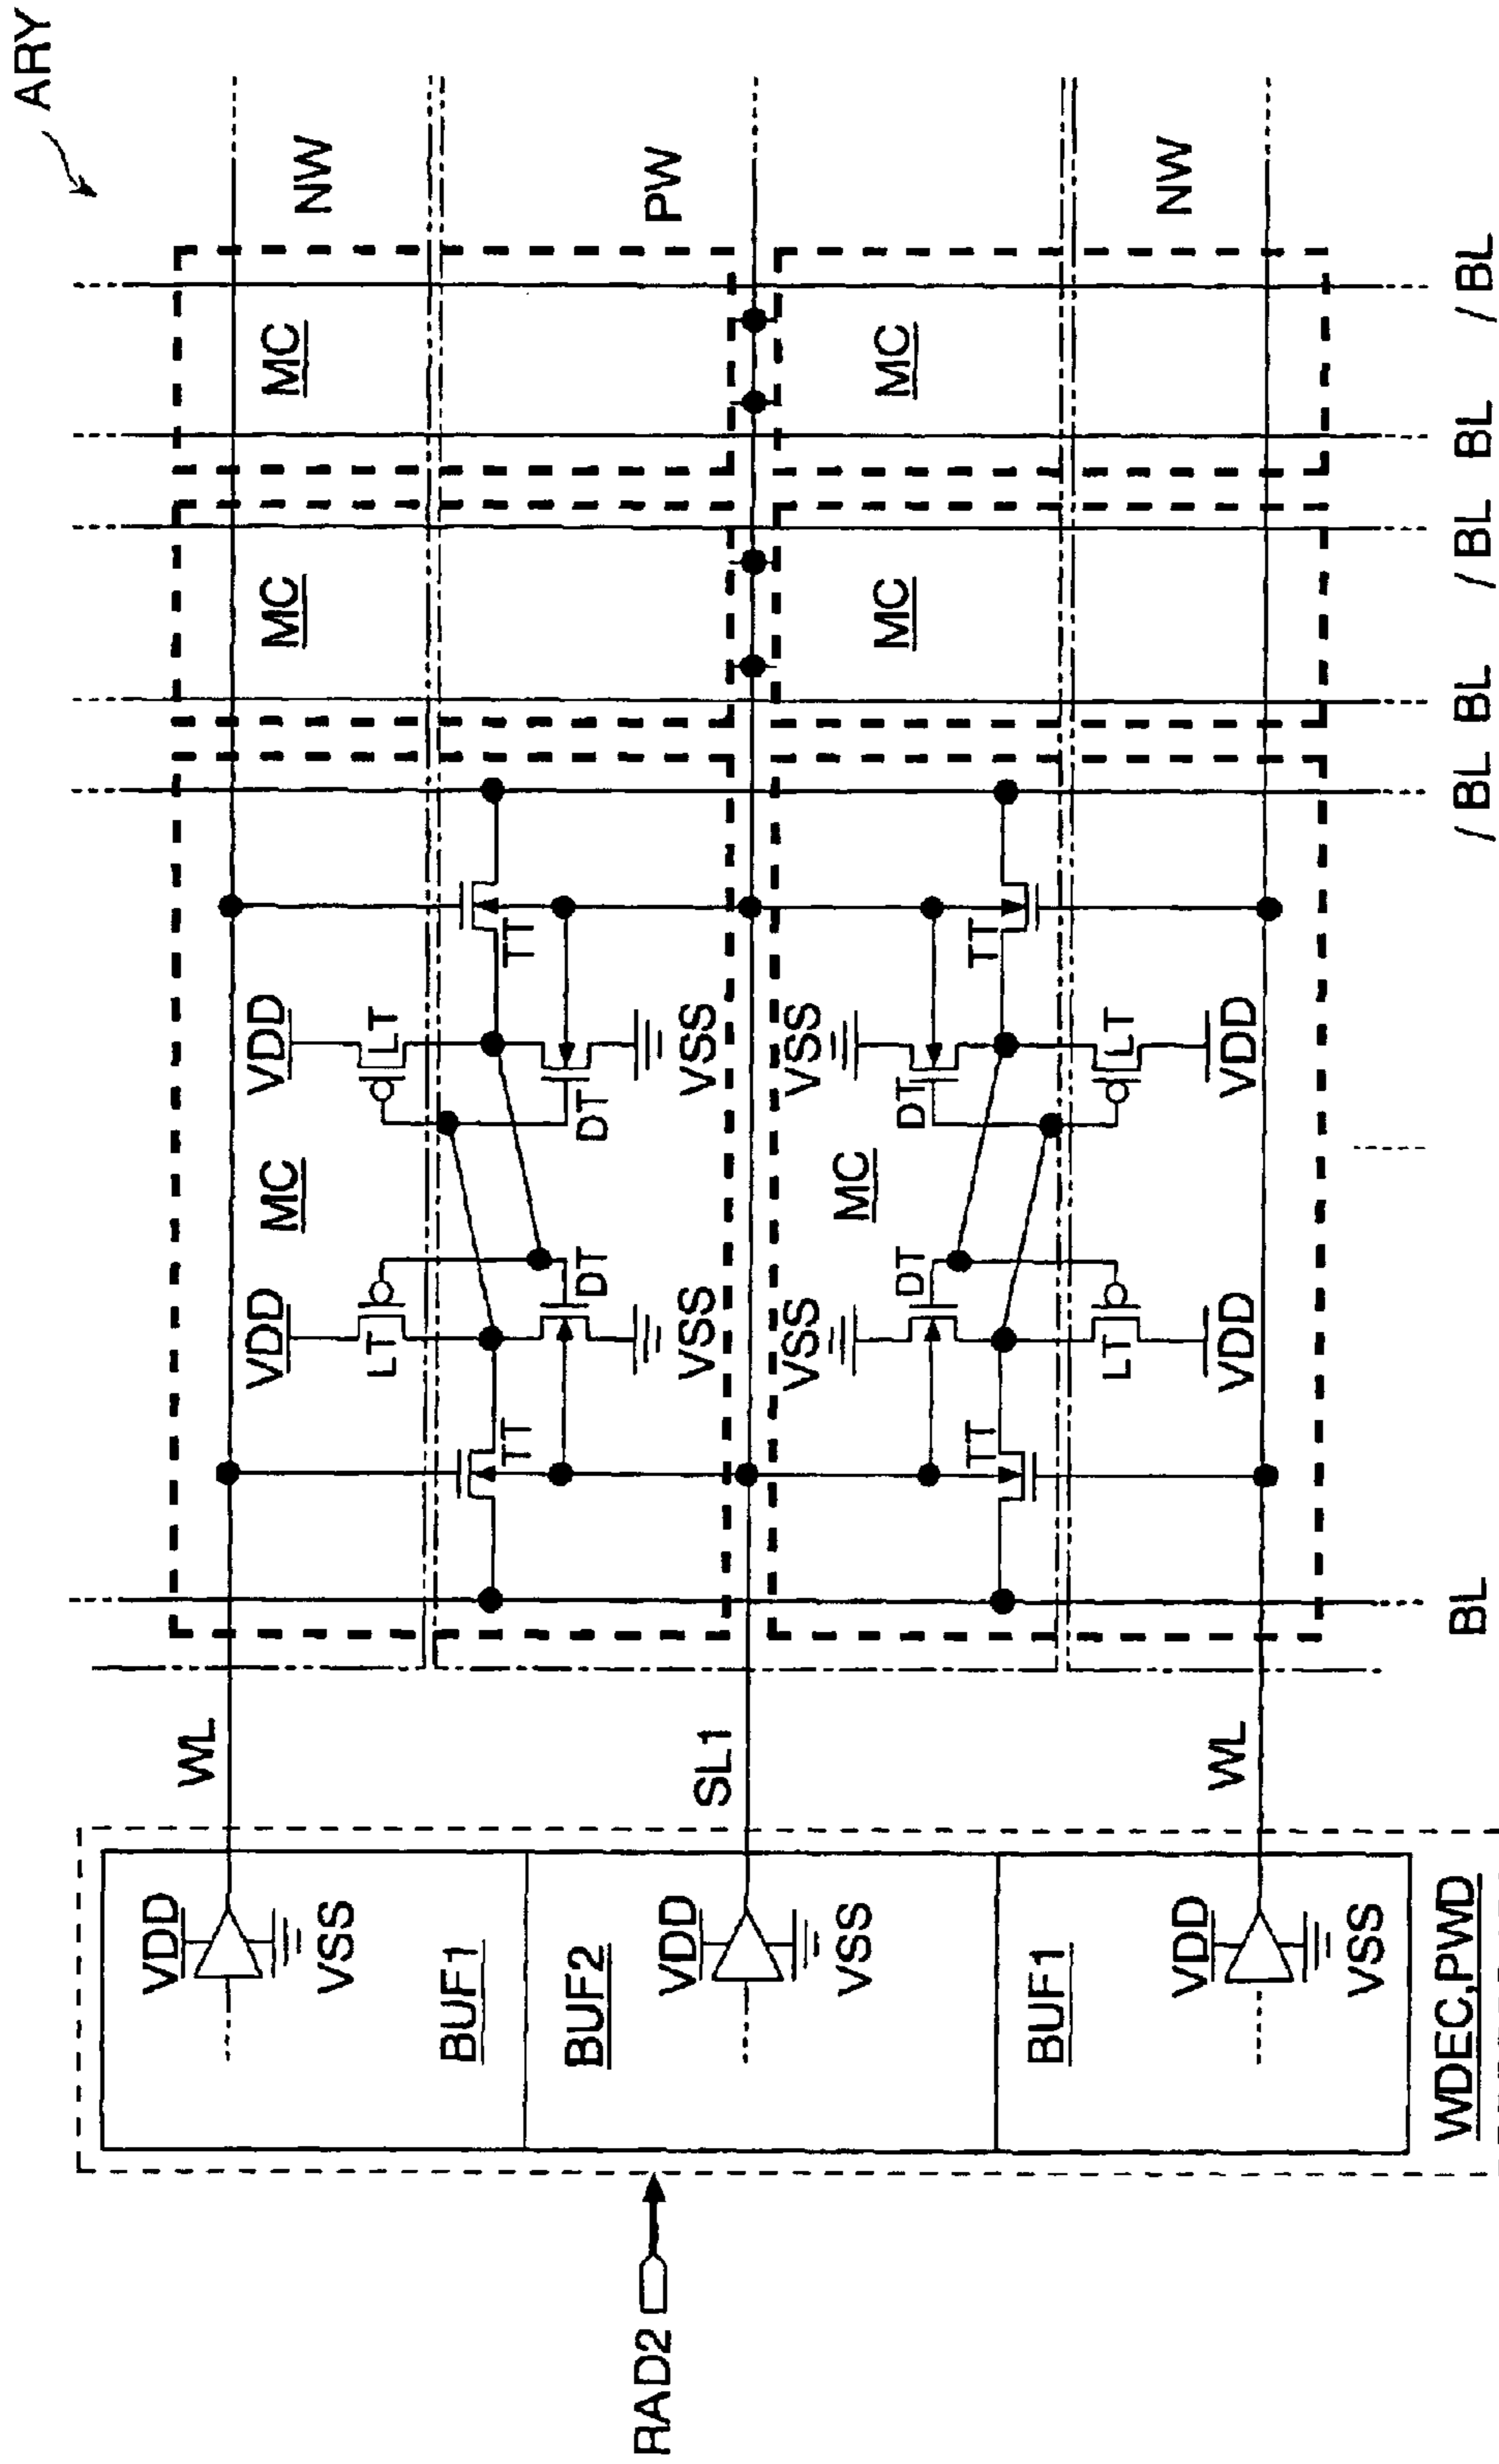 ARY
WL
NW
VDD
VSS
BUF1
VDD
LT
MC
VDD
LT
MC
MC
TT
DT
VSS
DT
VSS
TT
PW
RAD2
BUF2
VDD
VSS
SL1
VSS
DT
TT
MC
VSS
DT
TT
MC
MC
LT
VDD
LT
VDD
NW
BUF1
VDD
VSS
WL
WDEC,PWD
BL
/ BL
BL
/ BL
BL
/ BL